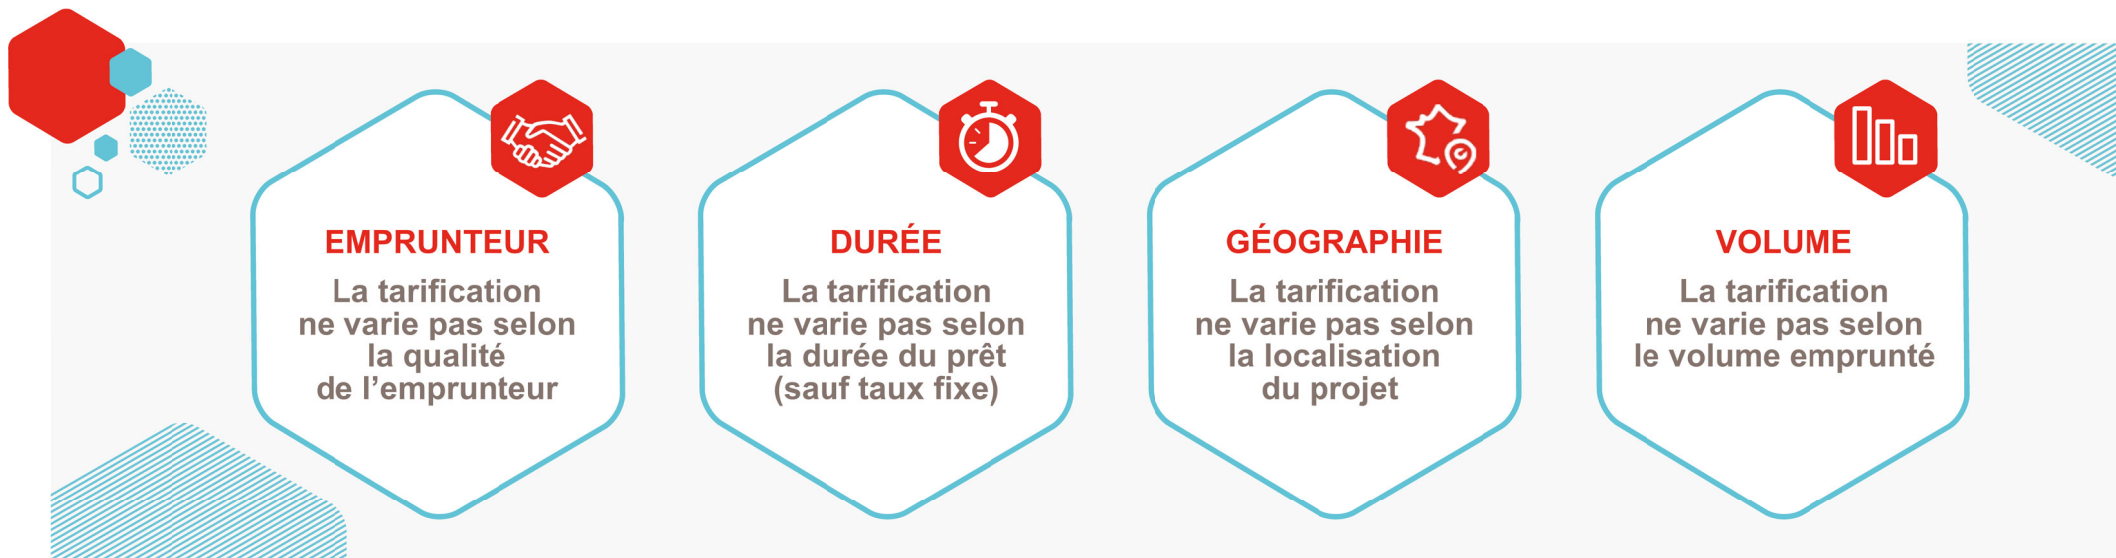 EMPRUNTEUR
La tarification
ne varie pas selon
la qualité
de l’emprunteur
DURÉE
La tarification
ne varie pas selon
la durée du prêt
(sauf taux fixe)
GÉOGRAPHIE
La tarification
ne varie pas selon
la localisation
du projet
VOLUME
La tarification
ne varie pas selon
le volume emprunté